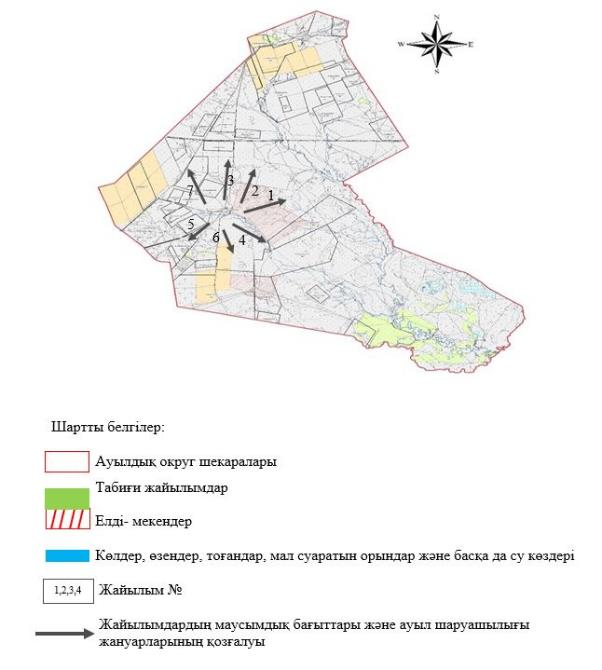 N
W E
S
7
3
2
1
5
6
4
Шартты белгілер:
Ауылдық округ шекаралары
Табиғи жайылымдар
Елді- мекендер
Көлдер, өзендер, тоғандар, мал суаратын орындар және басқа да су көздері
1,2,3,4 Жайылым №
Жайылымдардың маусымдық бағыттары және ауыл шаруашылығы
жануарларының қозғалуы